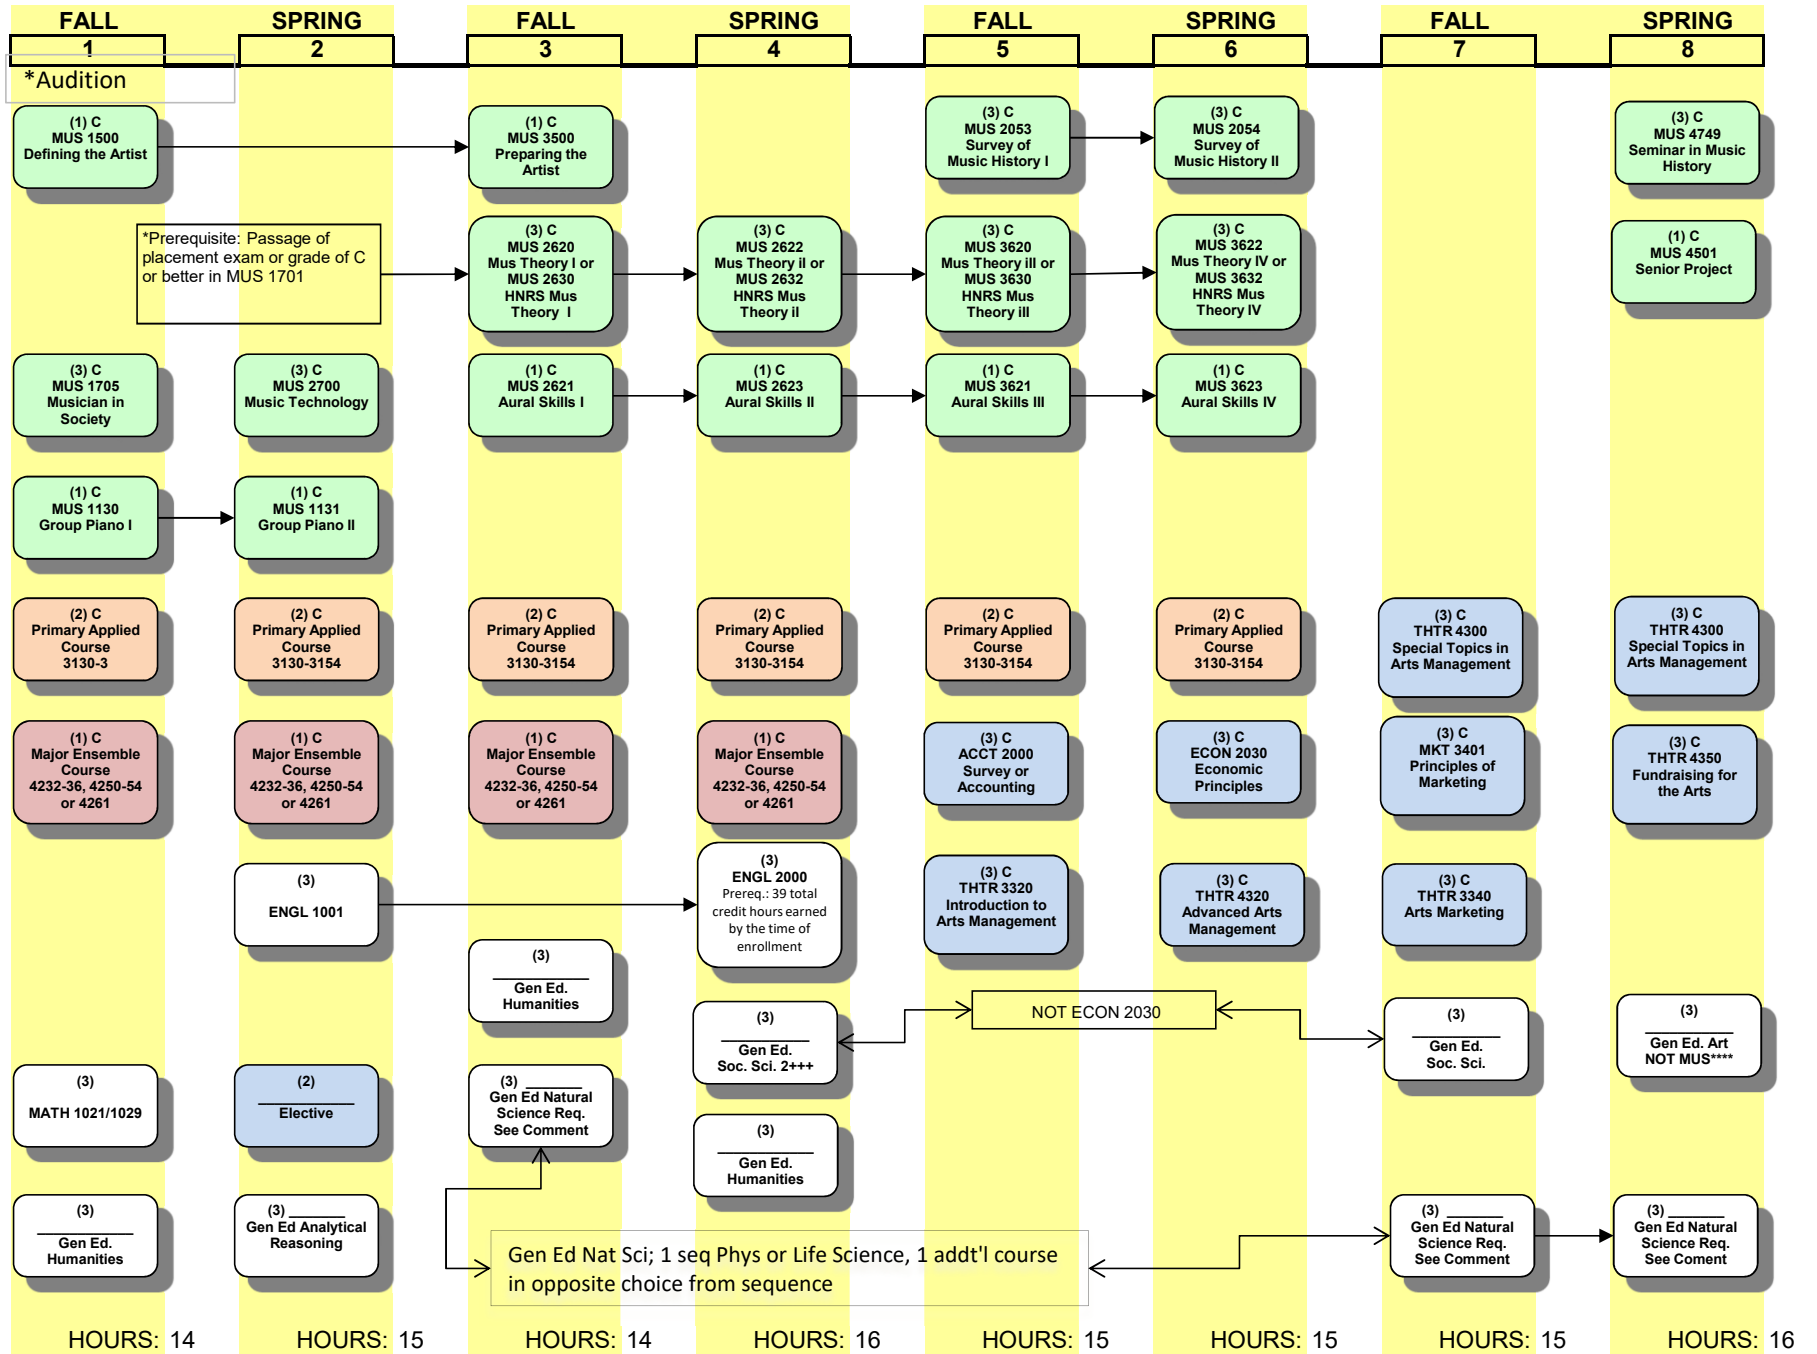 FALL
SPRING
FALL
SPRING
FALL
SPRING
FALL
SPRING
1
2
3
4
5
6
7
8
*Audition
(1) C
MUS 1500
Defining the Artist
(1) C
MUS 3500
Preparing the
Artist
(3) C
MUS 2053
Survey of
Music History I
(3) C
MUS 2054
Survey of
Music History II
(3) C
MUS 4749
Seminar in Music
History
*Prerequisite: Passage of
placement exam or grade of C
or better in MUS 1701
(3) C
MUS 2620
Mus Theory I or
MUS 2630
HNRS Mus
Theory I
(3) C
MUS 2622
Mus Theory iI or
MUS 2632
HNRS Mus
Theory iI
(3) C
MUS 3620
Mus Theory iII or
MUS 3630
HNRS Mus
Theory iII
(3) C
MUS 3622
Mus Theory IV or
MUS 3632
HNRS Mus
Theory IV
(1) C
MUS 4501
Senior Project
(3) C
MUS 1705
Musician in
Society
(3) C
MUS 2700
Music Technology
(1) C
MUS 2621
Aural Skills I
(1) C
MUS 2623
Aural Skills II
(1) C
MUS 3621
Aural Skills III
(1) C
MUS 3623
Aural Skills IV
(1) C
MUS 1130
Group Piano I
(1) C
MUS 1131
Group Piano II
(2) C
Primary Applied
Course
3130-3
(2) C
Primary Applied
Course
3130-3154
(2) C
Primary Applied
Course
3130-3154
(2) C
Primary Applied
Course
3130-3154
(2) C
Primary Applied
Course
3130-3154
(2) C
Primary Applied
Course
3130-3154
(3) C
THTR 4300
Special Topics in
Arts Management
(3) C
THTR 4300
Special Topics in
Arts Management
(1) C
Major Ensemble
Course
4232-36, 4250-54
or 4261
(1) C
Major Ensemble
Course
4232-36, 4250-54
or 4261
(1) C
Major Ensemble
Course
4232-36, 4250-54
or 4261
(1) C
Major Ensemble
Course
4232-36, 4250-54
or 4261
(3) C
ACCT 2000
Survey or
Accounting
(3) C
ECON 2030
Economic
Principles
(3) C
MKT 3401
Principles of
Marketing
(3) C
THTR 4350
Fundraising for
the Arts
(3)
ENGL 1001
(3)
ENGL 2000
Prereq.: 39 total
credit hours earned
by the time of
enrollment
(3) C
THTR 3320
Introduction to
Arts Management
(3) C
THTR 4320
Advanced Arts
Management
(3) C
THTR 3340
Arts Marketing
(3)
____________
Gen Ed.
Humanities
(3)
___________
Gen Ed.
Soc. Sci. 2+++
NOT ECON 2030
(3)
___________
Gen Ed.
Soc. Sci.
(3)
___________
Gen Ed. Art
NOT MUS****
(3)
MATH 1021/1029
(2)
____________
Elective
(3) _______
Gen Ed Natural
Science Req.
See Comment
(3)
____________
Gen Ed.
Humanities
(3)
____________
Gen Ed.
Humanities
(3) _______
Gen Ed Analytical
Reasoning
Gen Ed Nat Sci; 1 seq Phys or Life Science, 1 addt'l course
in opposite choice from sequence
(3) _______
Gen Ed Natural
Science Req.
See Comment
(3) _______
Gen Ed Natural
Science Req.
See Coment
HOURS: 14
HOURS: 15
HOURS: 14
HOURS: 16
HOURS: 15
HOURS: 15
HOURS: 15
HOURS: 16